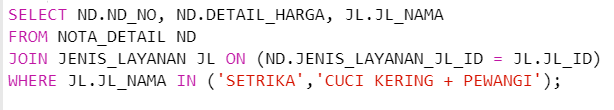 SELECT ND.ND_NO, ND.DETAIL_HARGA, JL.JL_NAMA
FROM NOTA_DETAIL ND
JOIN JENIS_LAYANAN JL ON (ND.JENIS_LAYANAN_JL_ID = JL.JL_ID)
WHERE JL.JL_NAMA IN ('SETRIKA','CUCI KERING + PEWANGI');